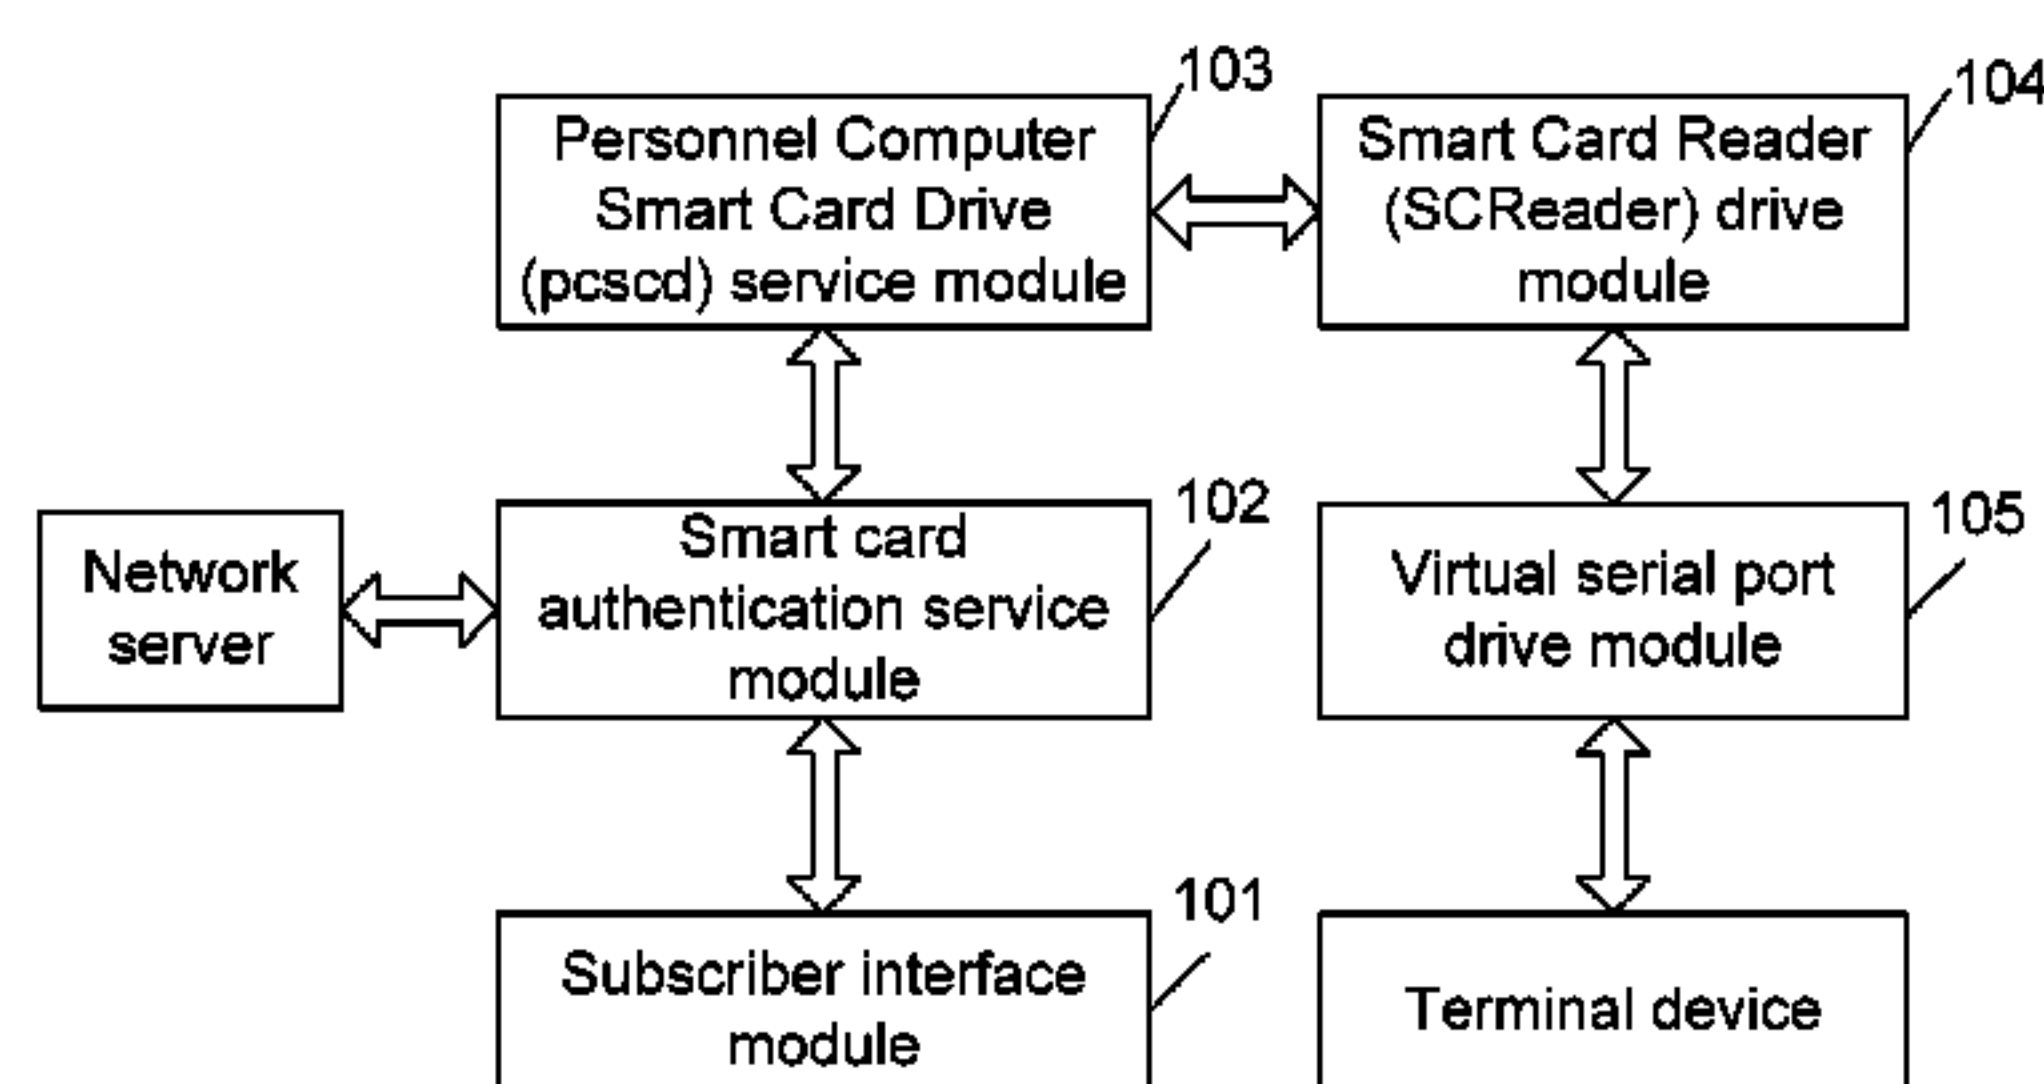 103
Personnel Computer
Smart Card Drive
(pcscd) service module
104
Smart Card Reader
(SCReader) drive
module
Network
server
102
Smart card
authentication service
module
105
Virtual serial port
drive module
101
Subscriber interface
module
Terminal device